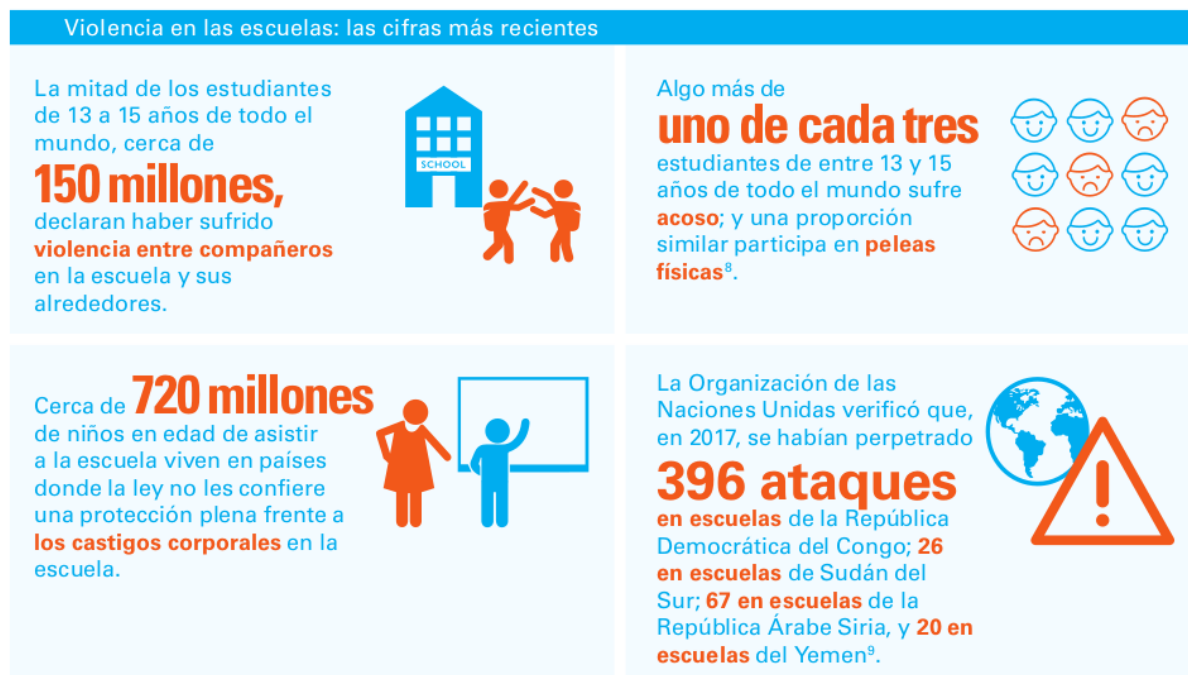 Violencia en las escuelas: las cifras más recientes
La mitad de los estudiantes
de 13 a 15 años de todo el
mundo, cerca de
150 millones,
declaran haber sufrido
violencia entre compañeros
en la escuela y sus
alrededores.
SCHOOL
Algo más de
uno de cada tres
estudiantes de entre 13 y 15
años de todo el mundo sufre
acoso; y una proporción
similar participa en peleas
físicas⁸.
Cerca de 720 millones
de niños en edad de asistir
a la escuela viven en países
donde la ley no les confiere
una protección plena frente a
los castigos corporales en la
escuela.
La Organización de las
Naciones Unidas verificó que,
en 2017, se habían perpetrado
396 ataques
en escuelas de la República
Democrática del Congo; 26
en escuelas de Sudán del
Sur; 67 en escuelas de la
República Árabe Siria, y 20 en
escuelas del Yemen⁹.